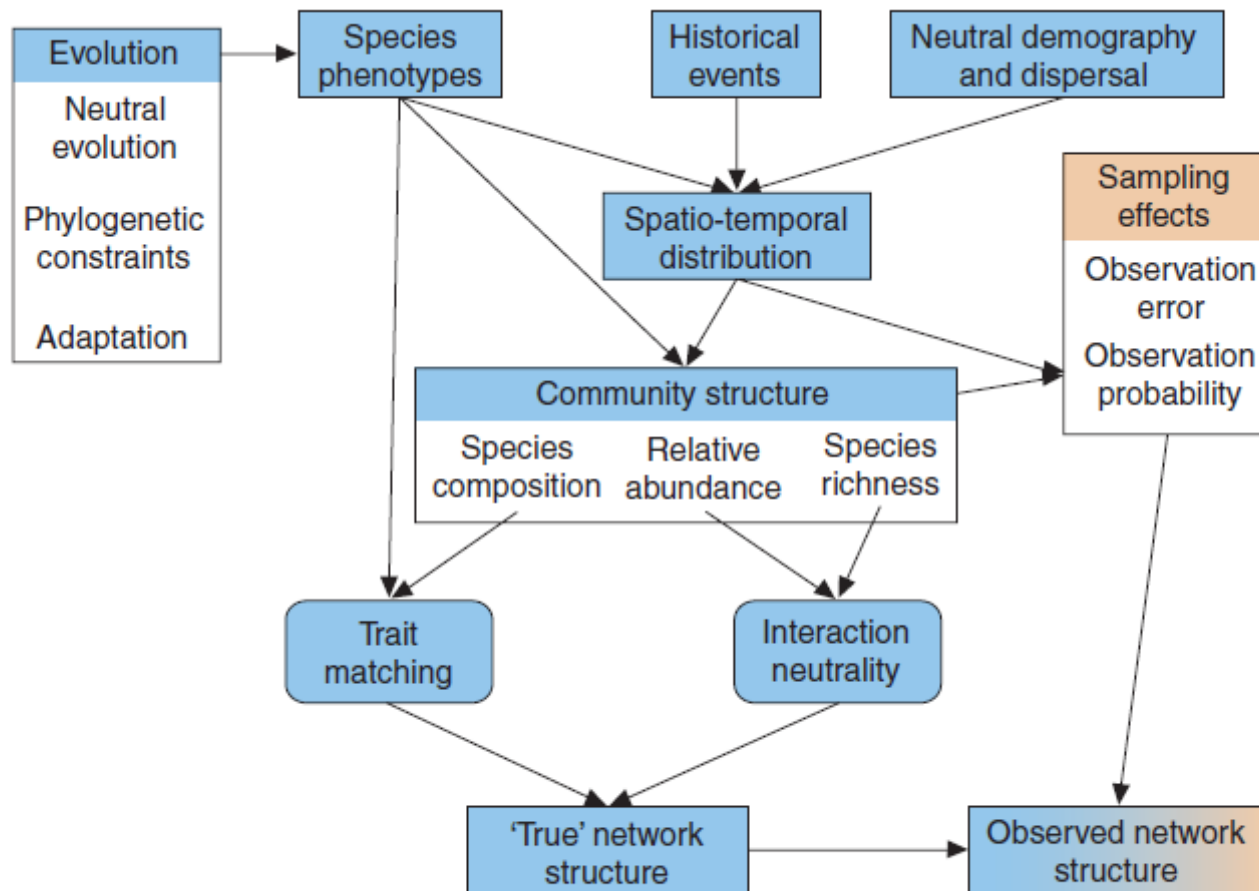 Evolution
Neutral
evolution
Phylogenetic
constraints
Adaptation
Species
phenotypes
Historical
events
Neutral demography
and dispersal
Spatio-temporal
distribution
Sampling
effects
Observation
error
Observation
probability
Community structure
Species
composition
Relative
abundance
Species
richness
Trait
matching
Interaction
neutrality
‘True’ network
structure
Observed network
structure